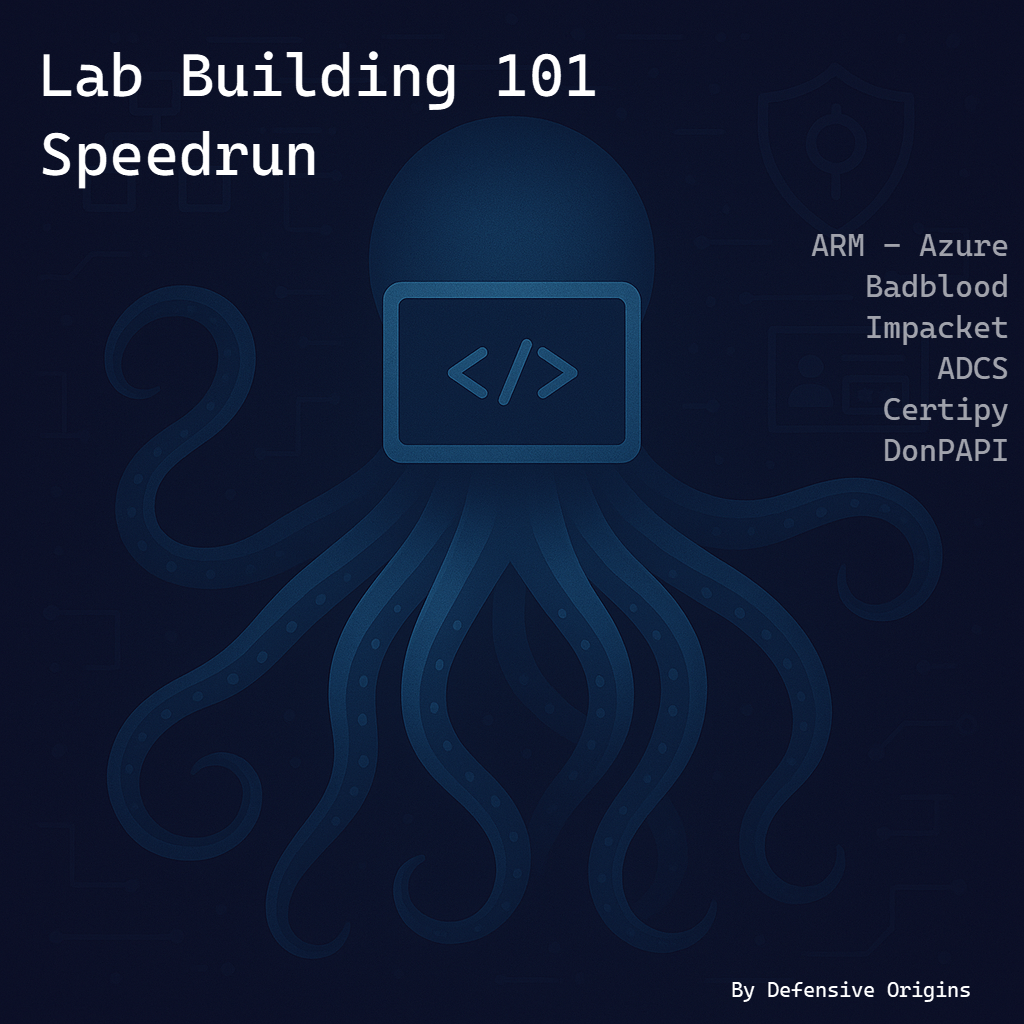 Lab Building 101
Speedrun
ARM – Azure
Badblood
Impacket
ADCS
Certipy
DonPAPI
</>
By Defensive Origins